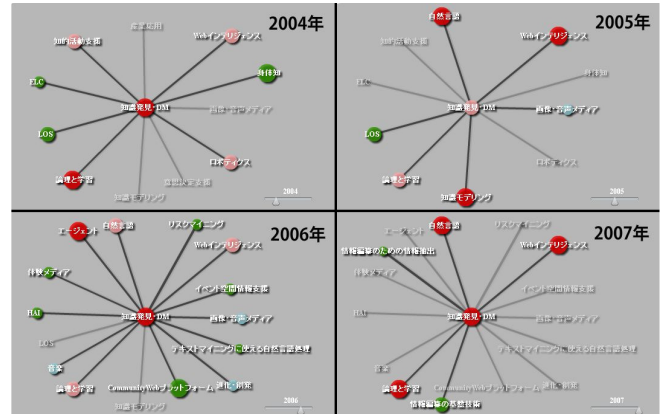 2004年
産業応用
知的活動支援
Webインテリジェンス
ELC
身体知
知識発見・DM
画像・音声メディア
LOS
ロボティクス
論理と学習
意思決定支援
知識モデリング
2004
2005年
自然言語
知的活動支援
Webインテリジェンス
ELC
身体知
知識発見・DM
画像・音声メディア
LOS
ロボティクス
論理と学習
知識モデリング
2005
2006年
エージェント
自然言語
リスクマイニング
Webインテリジェンス
体験メディア
イベント空間情報支援
HAI
知識発見・DM
画像・音声メディア
LOS
テキストマイニングに使える自然言語処理
音楽
論理と学習
CommunityWebプラットフォーム
進化・創発
知識モデリング
2006
2007年
エージェント
自然言語
リスクマイニング
Webインテリジェンス
情報編纂のための情報抽出
体験メディア
イベント空間情報支援
HAI
知識発見・DM
画像・音声メディア
LOS
テキストマイニングに使える自然言語処理
音楽
論理と学習
CommunityWebプラットフォーム
進化・創発
情報編纂の基盤技術
2007